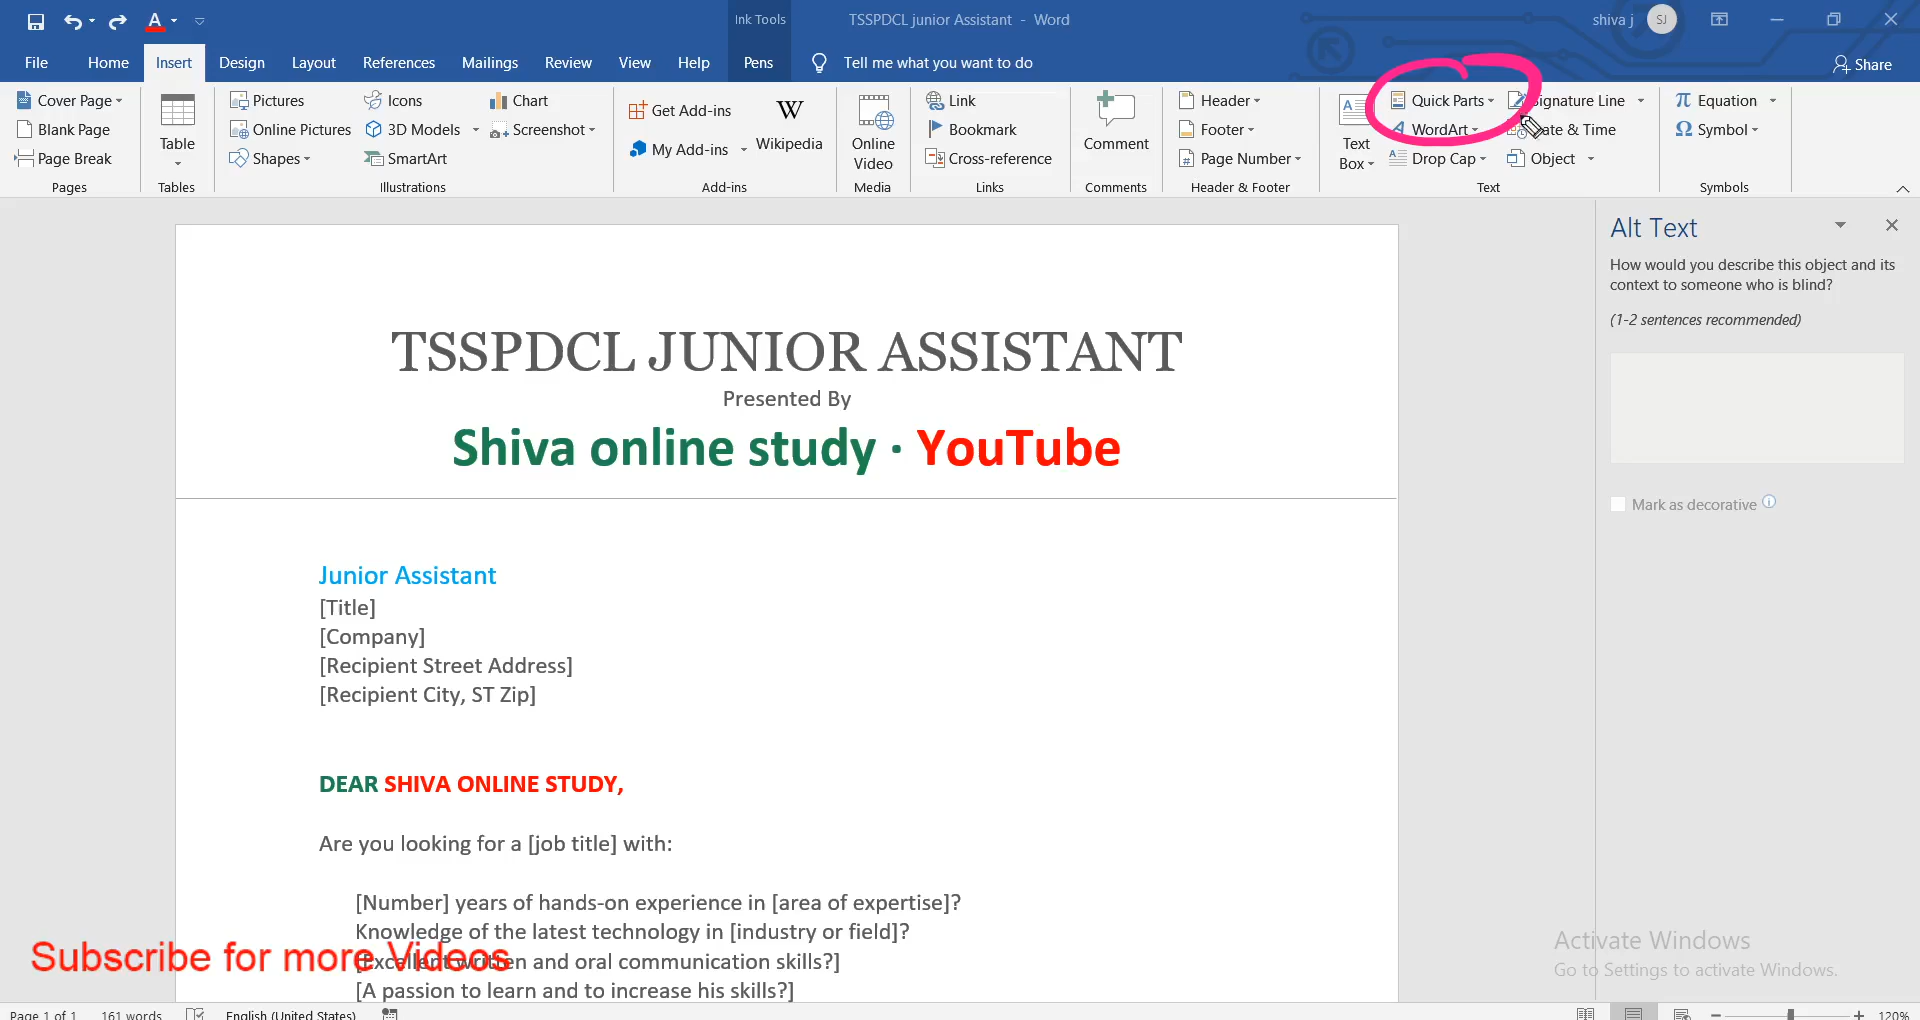 Ink Tools
TSSPDCL junior Assistant - Word
shiva j
SJ
File
Home
Insert
Design
Layout
References
Mailings
Review
View
Help
Pens
Tell me what you want to do
Share
Cover Page
Blank Page
Page Break
Pages
Table
Tables
Pictures
Online Pictures
Shapes
Icons
3D Models
SmartArt
Chart
Screenshot
Illustrations
Get Add-ins
My Add-ins
W
Wikipedia
Add-ins
Online
Video
Media
Link
Bookmark
Cross-reference
Links
Comment
Comments
Header
Footer
Page Number
Header & Footer
Text
Box
Quick Parts
WordArt
Drop Cap
Signature Line
Date & Time
Object
Text
Equation
Symbol
Symbols
TSSPDCL JUNIOR ASSISTANT
Presented By
Shiva online study · YouTube
Junior Assistant
[Title]
[Company]
[Recipient Street Address]
[Recipient City, ST Zip]
DEAR SHIVA ONLINE STUDY,
Are you looking for a [job title] with:
[Number] years of hands-on experience in [area of expertise]?
Knowledge of the latest technology in [industry or field]?
[Excellent written and oral communication skills?]
[A passion to learn and to increase his skills?]
Subscribe for more Videos
Alt Text
How would you describe this object and its
context to someone who is blind?
(1-2 sentences recommended)
Mark as decorative
Activate Windows
Go to Settings to activate Windows.
Page 1 of 1
161 words
English (United States)
120%